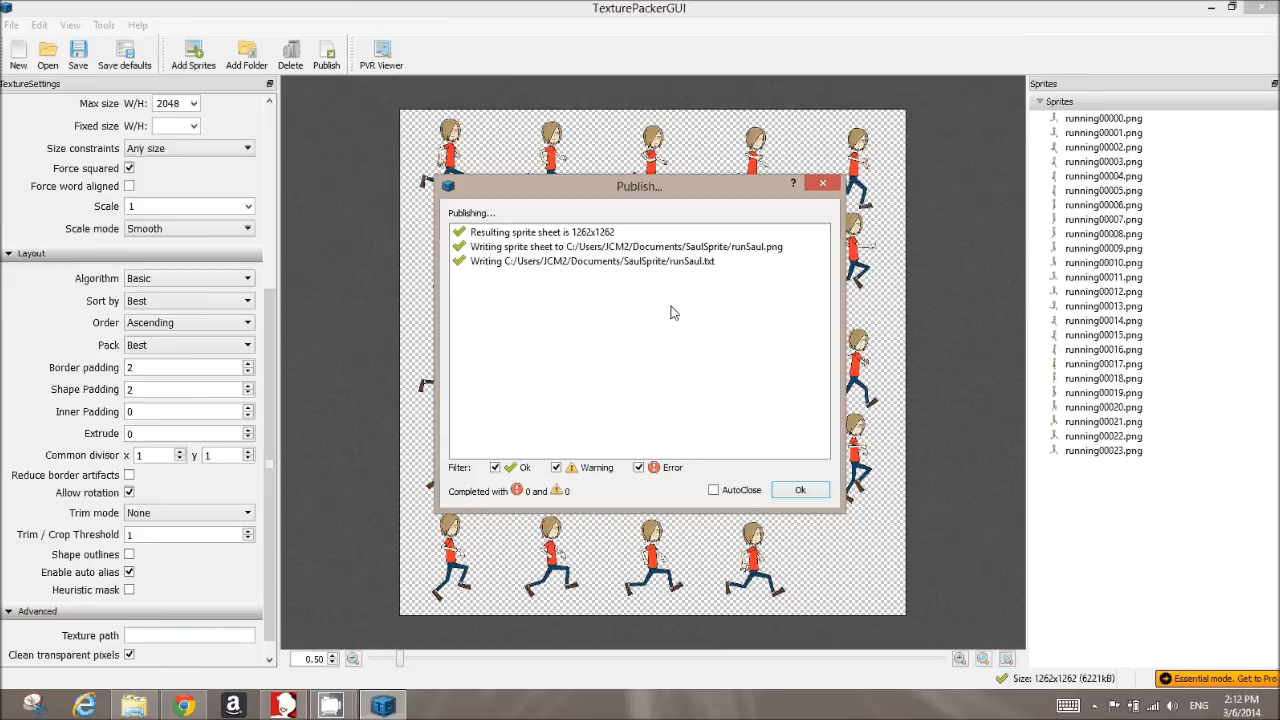 TexturePackerGUI
File Edit View Tools Help
New Open Save Save defaults Add Sprites Add Folder Delete Publish PVR Viewer
TextureSettings
Max size W/H: 2048
Fixed size W/H:
Size constraints Any size
Force squared
Force word aligned
Scale 1
Scale mode Smooth
Layout
Algorithm Basic
Sort by Best
Order Ascending
Pack Best
Border padding 2
Shape Padding 2
Inner Padding 0
Extrude 0
Common divisor x 1 y 1
Reduce border artifacts
Allow rotation
Trim mode None
Trim / Crop Threshold 1
Shape outlines
Enable auto alias
Heuristic mask
Advanced
Texture path
Clean transparent pixels
Publish...
?
Publishing...
Resulting sprite sheet is 1262x1262
Writing sprite sheet to C:/Users/JCM2/Documents/SaulSprite/runSaul.png
Writing C:/Users/JCM2/Documents/SaulSprite/runSaul.txt
Filter: Ok Warning Error
Completed with 0 and 0
AutoClose Ok
0.50
Sprites
Sprites
running00000.png
running00001.png
running00002.png
running00003.png
running00004.png
running00005.png
running00006.png
running00007.png
running00008.png
running00009.png
running00010.png
running00011.png
running00012.png
running00013.png
running00014.png
running00015.png
running00016.png
running00017.png
running00018.png
running00019.png
running00020.png
running00021.png
running00022.png
running00023.png
Size: 1262x1262 (6221kB)
Essential mode. Get to Pro
ENG
2:12 PM
3/6/2014